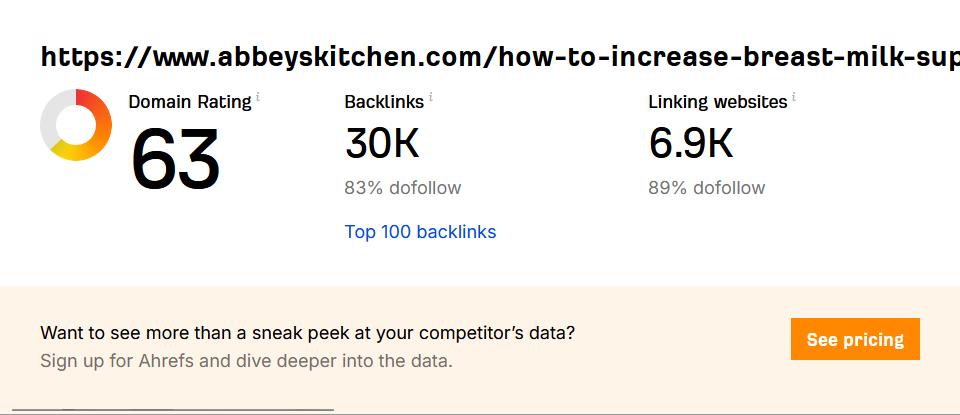 https://www.abbeyskitchen.com/how-to-increase-breast-milk-sup
Domain Rating i
63
Backlinks i
30K
83% dofollow
Top 100 backlinks
Linking websites i
6.9K
89% dofollow
Want to see more than a sneak peek at your competitor’s data?
Sign up for Ahrefs and dive deeper into the data.
See pricing